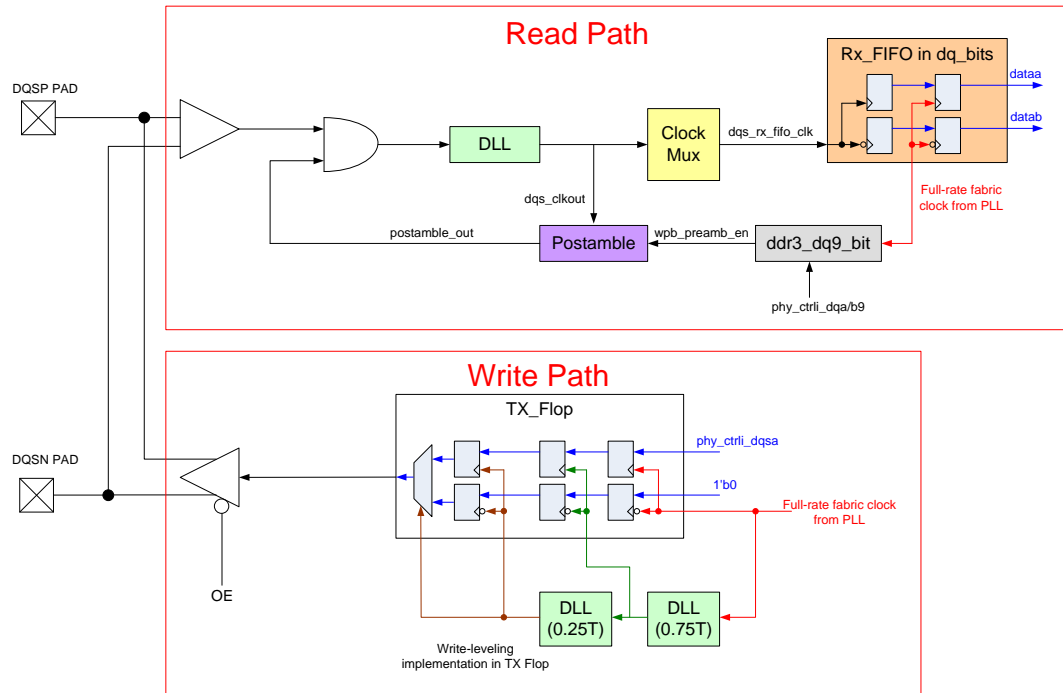 Read Path
Rx_FIFO in dq_bits
DQSP PAD
dataa
datab
DLL
Clock
Mux
dqs_rx_fifo_clk
dqs_clkout
Full-rate fabric
clock from PLL
postamble_out
Postamble
wpb_preamb_en
ddr3_dq9_bit
phy_ctrli_dqa/b9
Write Path
TX_Flop
phy_ctrli_dqsa
DQSN PAD
1'b0
Full-rate fabric clock
from PLL
OE
DLL
(0.25T)
DLL
(0.75T)
Write-leveling
implementation in TX Flop